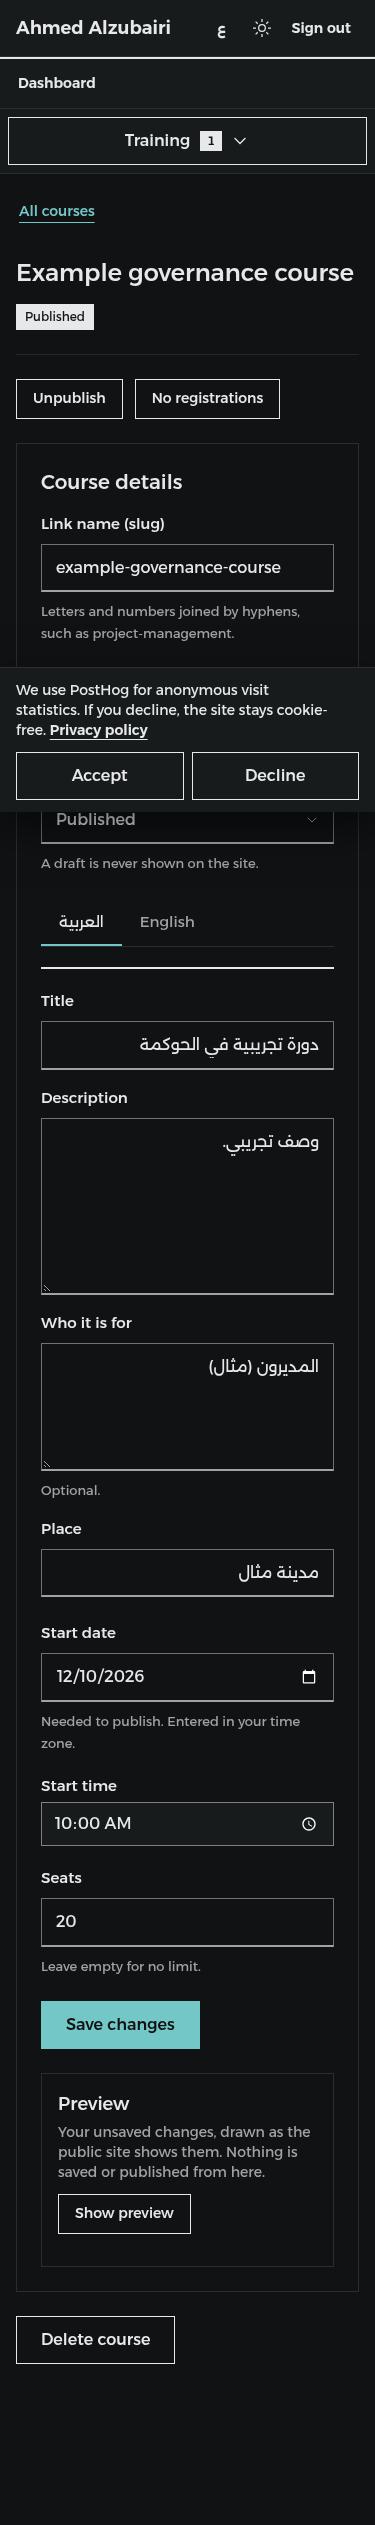 Ahmed Alzubairi ع Sign out
Dashboard
Training 1
All courses
Example governance course
Published
Unpublish No registrations
Course details
Link name (slug)
example-governance-course
Letters and numbers joined by hyphens,
such as project-management.
We use PostHog for anonymous visit
statistics. If you decline, the site stays cookie-
free. Privacy policy
Accept Decline
Published
A draft is never shown on the site.
العربية English
Title
دورة تجريبية في الحوكمة
Description
وصف تجريبي.
Who it is for
المديرون (مثال)
Optional.
Place
مدينة مثال
Start date
12/10/2026
Needed to publish. Entered in your time
zone.
Start time
10:00 AM
Seats
20
Leave empty for no limit.
Save changes
Preview
Your unsaved changes, drawn as the
public site shows them. Nothing is
saved or published from here.
Show preview
Delete course